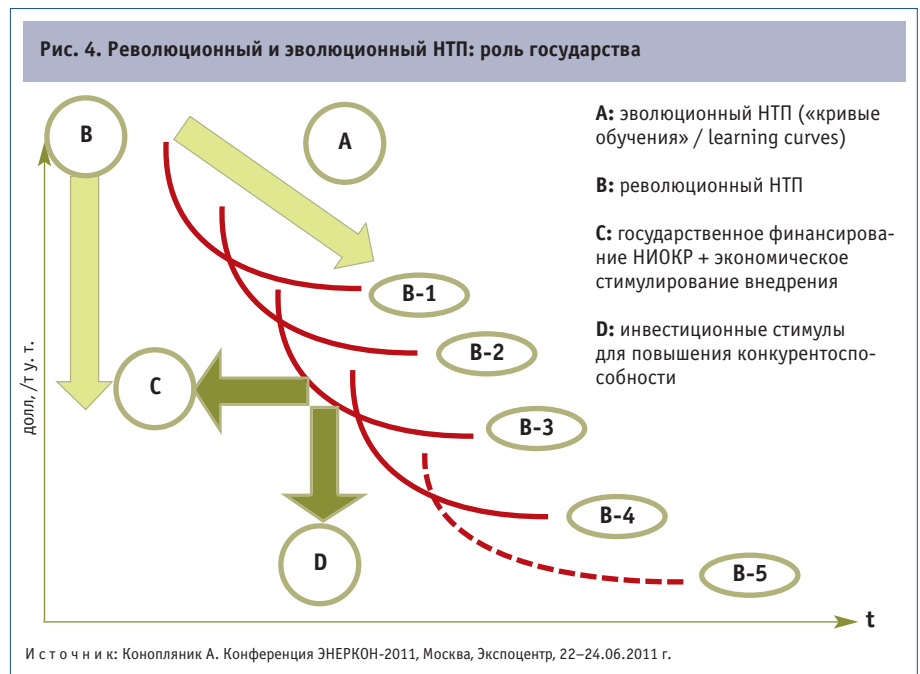 Рис. 4. Революционный и эволюционный НТП: роль государства
B
A
A: эволюционный НТП («кривые
обучения» / learning curves)
B: революционный НТП
C: государственное финансирова-
ние НИОКР + экономическое
стимулирование внедрения
D: инвестиционные стимулы
для повышения конкурентоспо-
собности
B-1
B-2
C
B-3
B-4
D
B-5
долл, /т у. т.
t
Источник: Конопляник А. Конференция ЭНЕРКОН-2011, Москва, Экспоцентр, 22–24.06.2011 г.